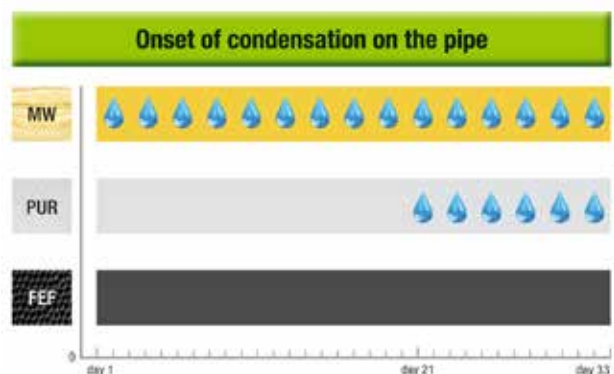 Onset of condensation on the pipe
MW
PUR
FEF
0
day 1
day 21
day 33